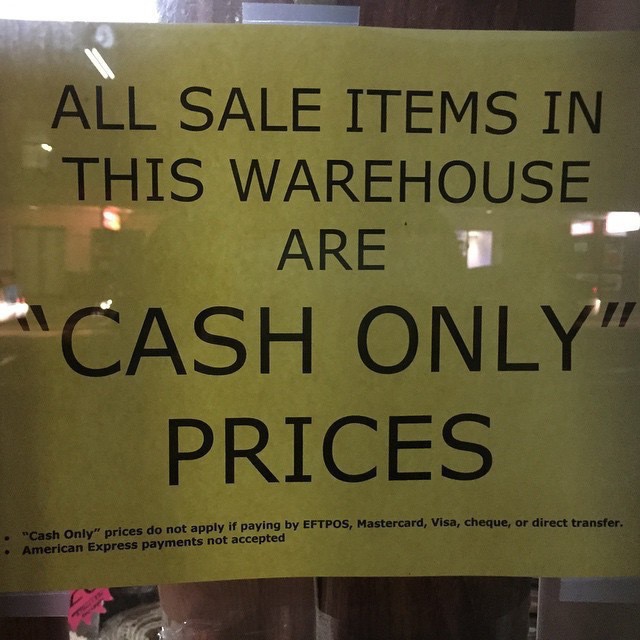 ALL SALE ITEMS IN
THIS WAREHOUSE
ARE
"CASH ONLY"
PRICES
• "Cash Only" prices do not apply if paying by EFTPOS, Mastercard, Visa, cheque, or direct transfer.
• American Express payments not accepted